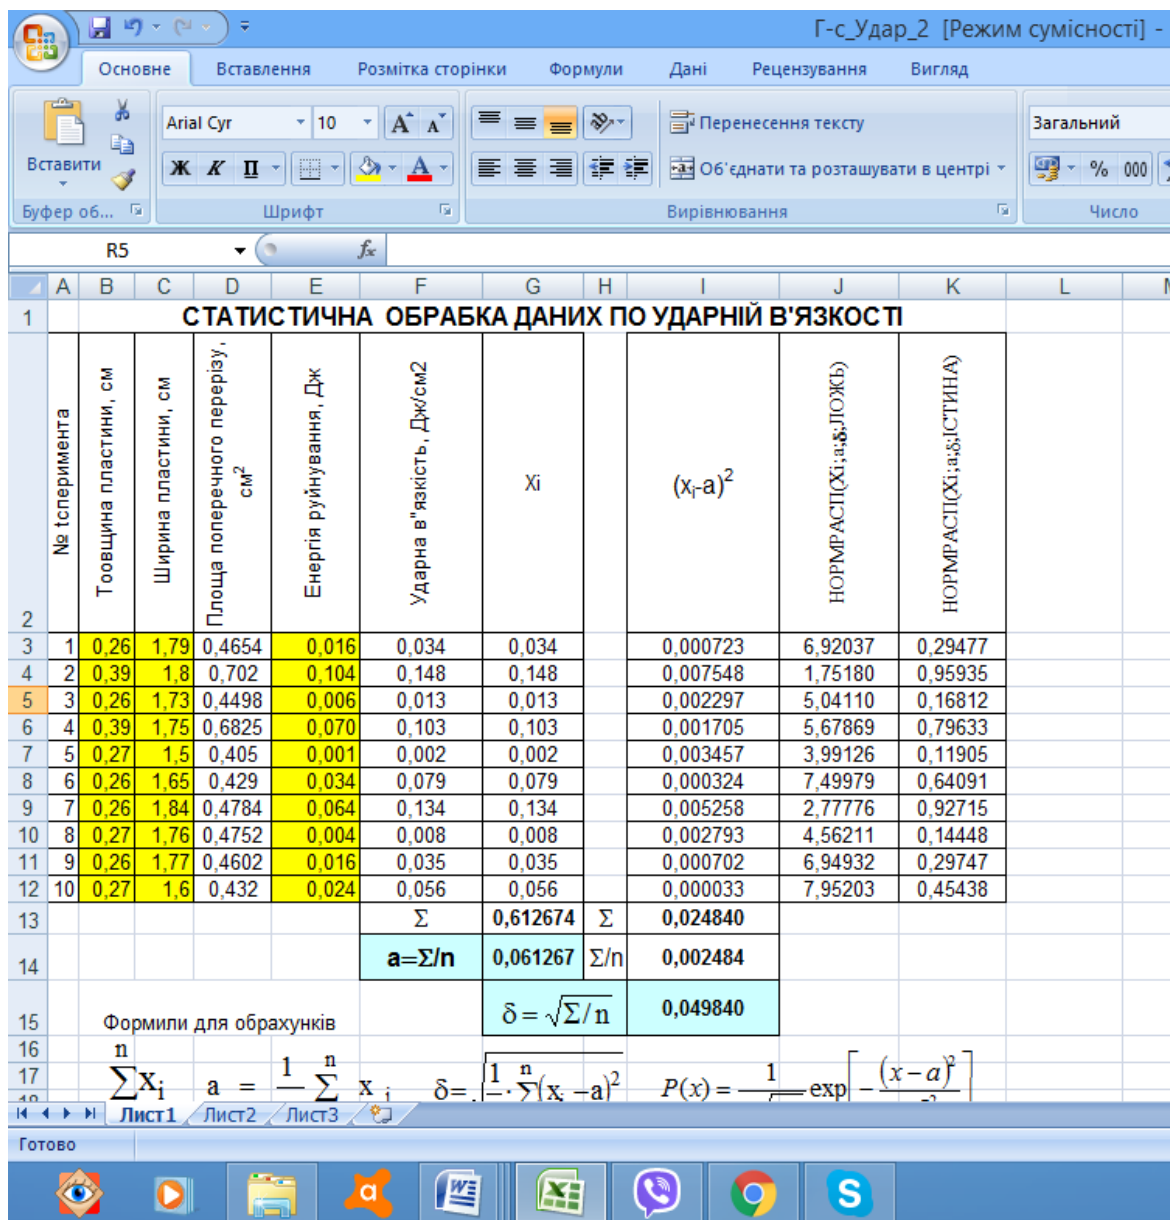 Г-с_Удар_2 [Режим сумісності] -
Основне Вставлення Розмітка сторінки Формули Дані Рецензування Вигляд
Вставити
Arial Cyr 10 A A
Перенесення тексту
Загальний
Ж К П A
Об'єднати та розташувати в центрі
% 000
Буфер об... Шрифт Вирівнювання Число
R5 fx
A B C D E F G H I J K L
1 СТАТИСТИЧНА ОБРАБКА ДАНИХ ПО УДАРНІЙ В'ЯЗКОСТІ
2 № tсперимента Тоовщина пластини, см Ширина пластини, см Площа поперечного перерізу, см² Енергія руйнування, Дж Ударна в"язкість, Дж/см2 Xi (xᵢ-a)² НОРМРАСП(Xi;a;δ;ЛОЖЬ) НОРМРАСП(Xi;a;δ;ІСТИНА)
3 1 0,26 1,79 0,4654 0,016 0,034 0,034 0,000723 6,92037 0,29477
4 2 0,39 1,8 0,702 0,104 0,148 0,148 0,007548 1,75180 0,95935
5 3 0,26 1,73 0,4498 0,006 0,013 0,013 0,002297 5,04110 0,16812
6 4 0,39 1,75 0,6825 0,070 0,103 0,103 0,001705 5,67869 0,79633
7 5 0,27 1,5 0,405 0,001 0,002 0,002 0,003457 3,99126 0,11905
8 6 0,26 1,65 0,429 0,034 0,079 0,079 0,000324 7,49979 0,64091
9 7 0,26 1,84 0,4784 0,064 0,134 0,134 0,005258 2,77776 0,92715
10 8 0,27 1,76 0,4752 0,004 0,008 0,008 0,002793 4,56211 0,14448
11 9 0,26 1,77 0,4602 0,016 0,035 0,035 0,000702 6,94932 0,29747
12 10 0,27 1,6 0,432 0,024 0,056 0,056 0,000033 7,95203 0,45438
13 Σ 0,612674 Σ 0,024840
14 a=Σ/n 0,061267 Σ/n 0,002484
15 Формили для обрахунків δ = √Σ/n 0,049840
16
17 n ∑xᵢ a = 1 n ∑ x i δ= √1 · n ∑(xᵢ −a)² P(x) = 1 exp[ − (x − a)²
Лист1 Лист2 Лист3
Готово